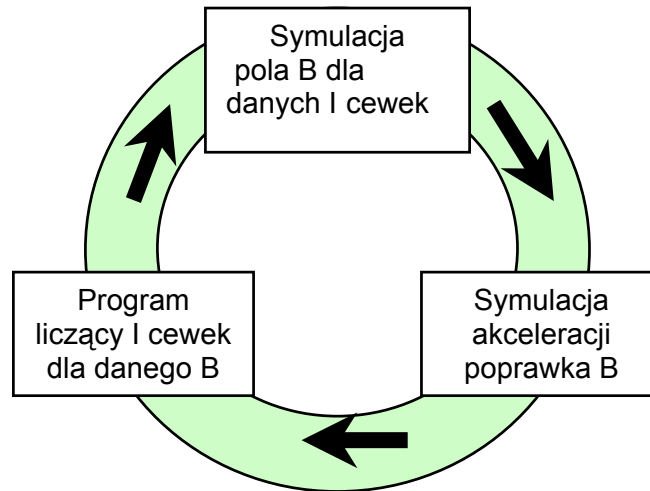 Symulacja
pola B dla
danych I cewek
Program
liczący I cewek
dla danego B
Symulacja
akceleracji
poprawka B